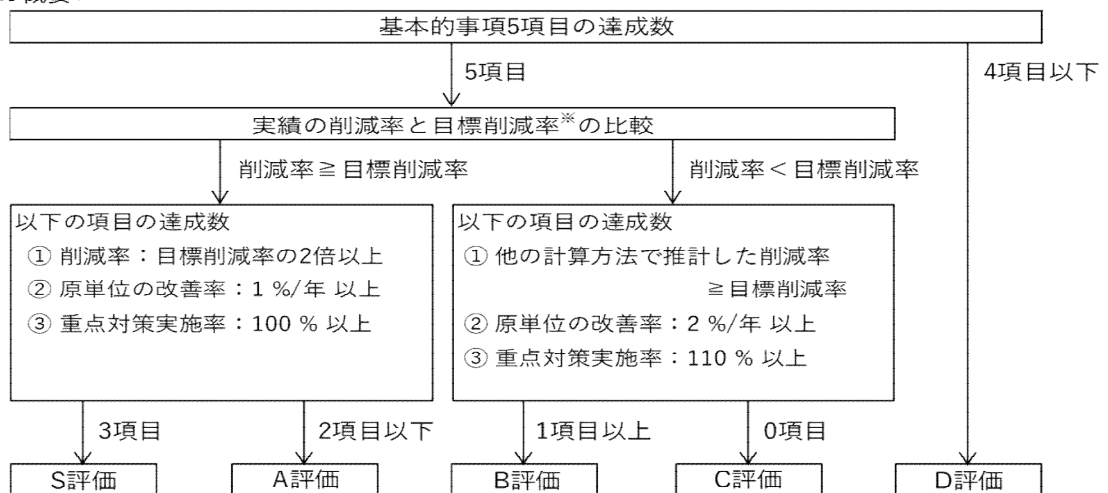 基本的事項5項目の達成数
5項目
4項目以下
実績の削減率と目標削減率※の比較
削減率≧目標削減率
削減率＜目標削減率
以下の項目の達成数
① 削減率：目標削減率の2倍以上
② 原単位の改善率：1 %/年 以上
③ 重点対策実施率：100 % 以上
以下の項目の達成数
① 他の計算方法で推計した削減率
≧目標削減率
② 原単位の改善率：2 %/年 以上
③ 重点対策実施率：110 % 以上
3項目
2項目以下
1項目以上
0項目
S評価
A評価
B評価
C評価
D評価